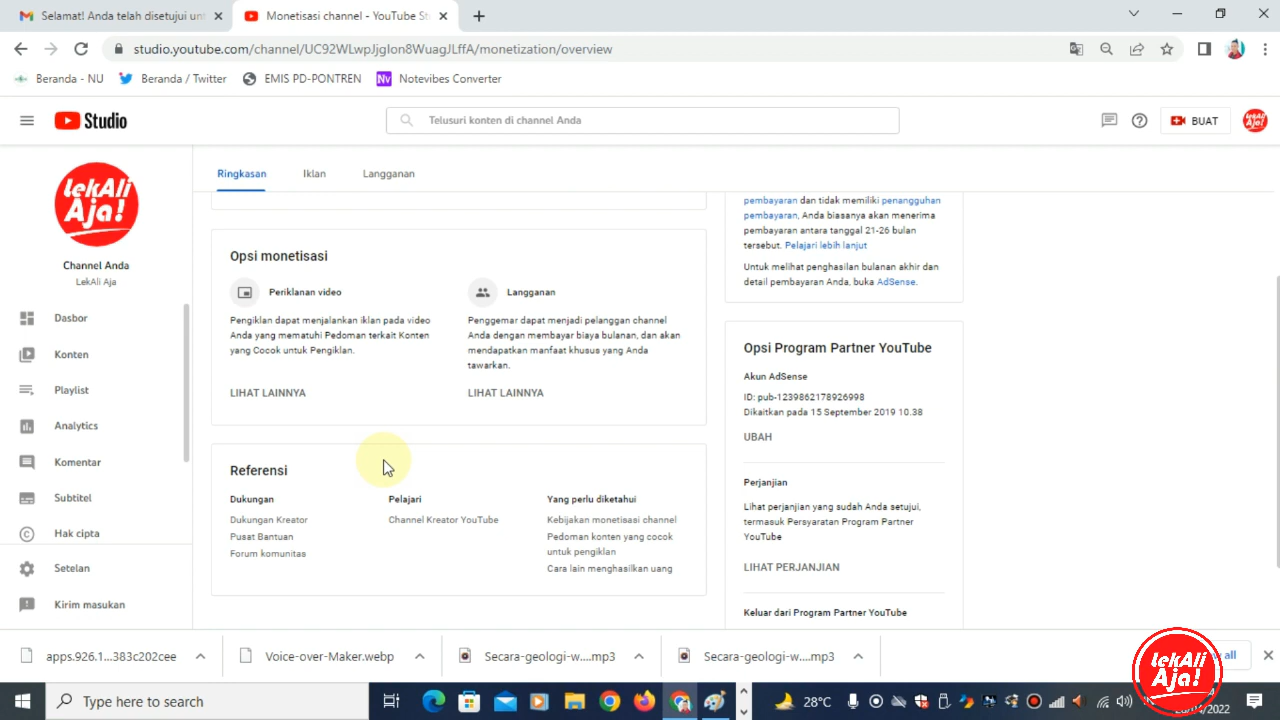 Selamat! Anda telah disetujui unt
Monetisasi channel - YouTube St
studio.youtube.com/channel/UC92WLwpJjgIon8WuagJLffA/monetization/overview
Beranda - NU
Beranda / Twitter
EMIS PD-PONTREN
Nv
Notevibes Converter
Studio
Telusuri konten di channel Anda
BUAT
lekAli Aja!
lekAli
Aja!
Channel Anda
LekAli Aja
Dasbor
Konten
Playlist
Analytics
Komentar
Subtitel
Hak cipta
Setelan
Kirim masukan
Ringkasan
Iklan
Langganan
Opsi monetisasi
Periklanan video
Pengiklan dapat menjalankan iklan pada video
Anda yang mematuhi Pedoman terkait Konten
yang Cocok untuk Pengiklan.
LIHAT LAINNYA
Langganan
Penggemar dapat menjadi pelanggan channel
Anda dengan membayar biaya bulanan, dan akan
mendapatkan manfaat khusus yang Anda
tawarkan.
LIHAT LAINNYA
Referensi
Dukungan
Dukungan Kreator
Pusat Bantuan
Forum komunitas
Pelajari
Channel Kreator YouTube
Yang perlu diketahui
Kebijakan monetisasi channel
Pedoman konten yang cocok
untuk pengiklan
Cara lain menghasilkan uang
pembayaran dan tidak memiliki penangguhan
pembayaran, Anda biasanya akan menerima
pembayaran antara tanggal 21-26 bulan
tersebut. Pelajari lebih lanjut
Untuk melihat penghasilan bulanan akhir dan
detail pembayaran Anda, buka AdSense.
Opsi Program Partner YouTube
Akun AdSense
ID: pub-1239862178926998
Dikaitkan pada 15 September 2019 10.38
UBAH
Perjanjian
Lihat perjanjian yang sudah Anda setujui,
termasuk Persyaratan Program Partner
YouTube
LIHAT PERJANJIAN
Keluar dari Program Partner YouTube
apps.926.1...383c202cee
Voice-over-Maker.webp
Secara-geologi-w....mp3
Secara-geologi-w....mp3
all
lekAli
Aja!
Type here to search
28°C